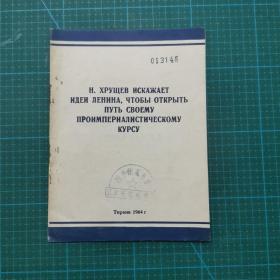 013148
Н. ХРУЩЕВ ИСКАЖАЕТ
ИДЕИ ЛЕНИНА, ЧТОБЫ ОТКРЫТЬ
ПУТЬ СВОЕМУ
ПРОИМПЕРИАЛИСТИЧЕСКОМУ
КУРСУ
Тирана 1964 г